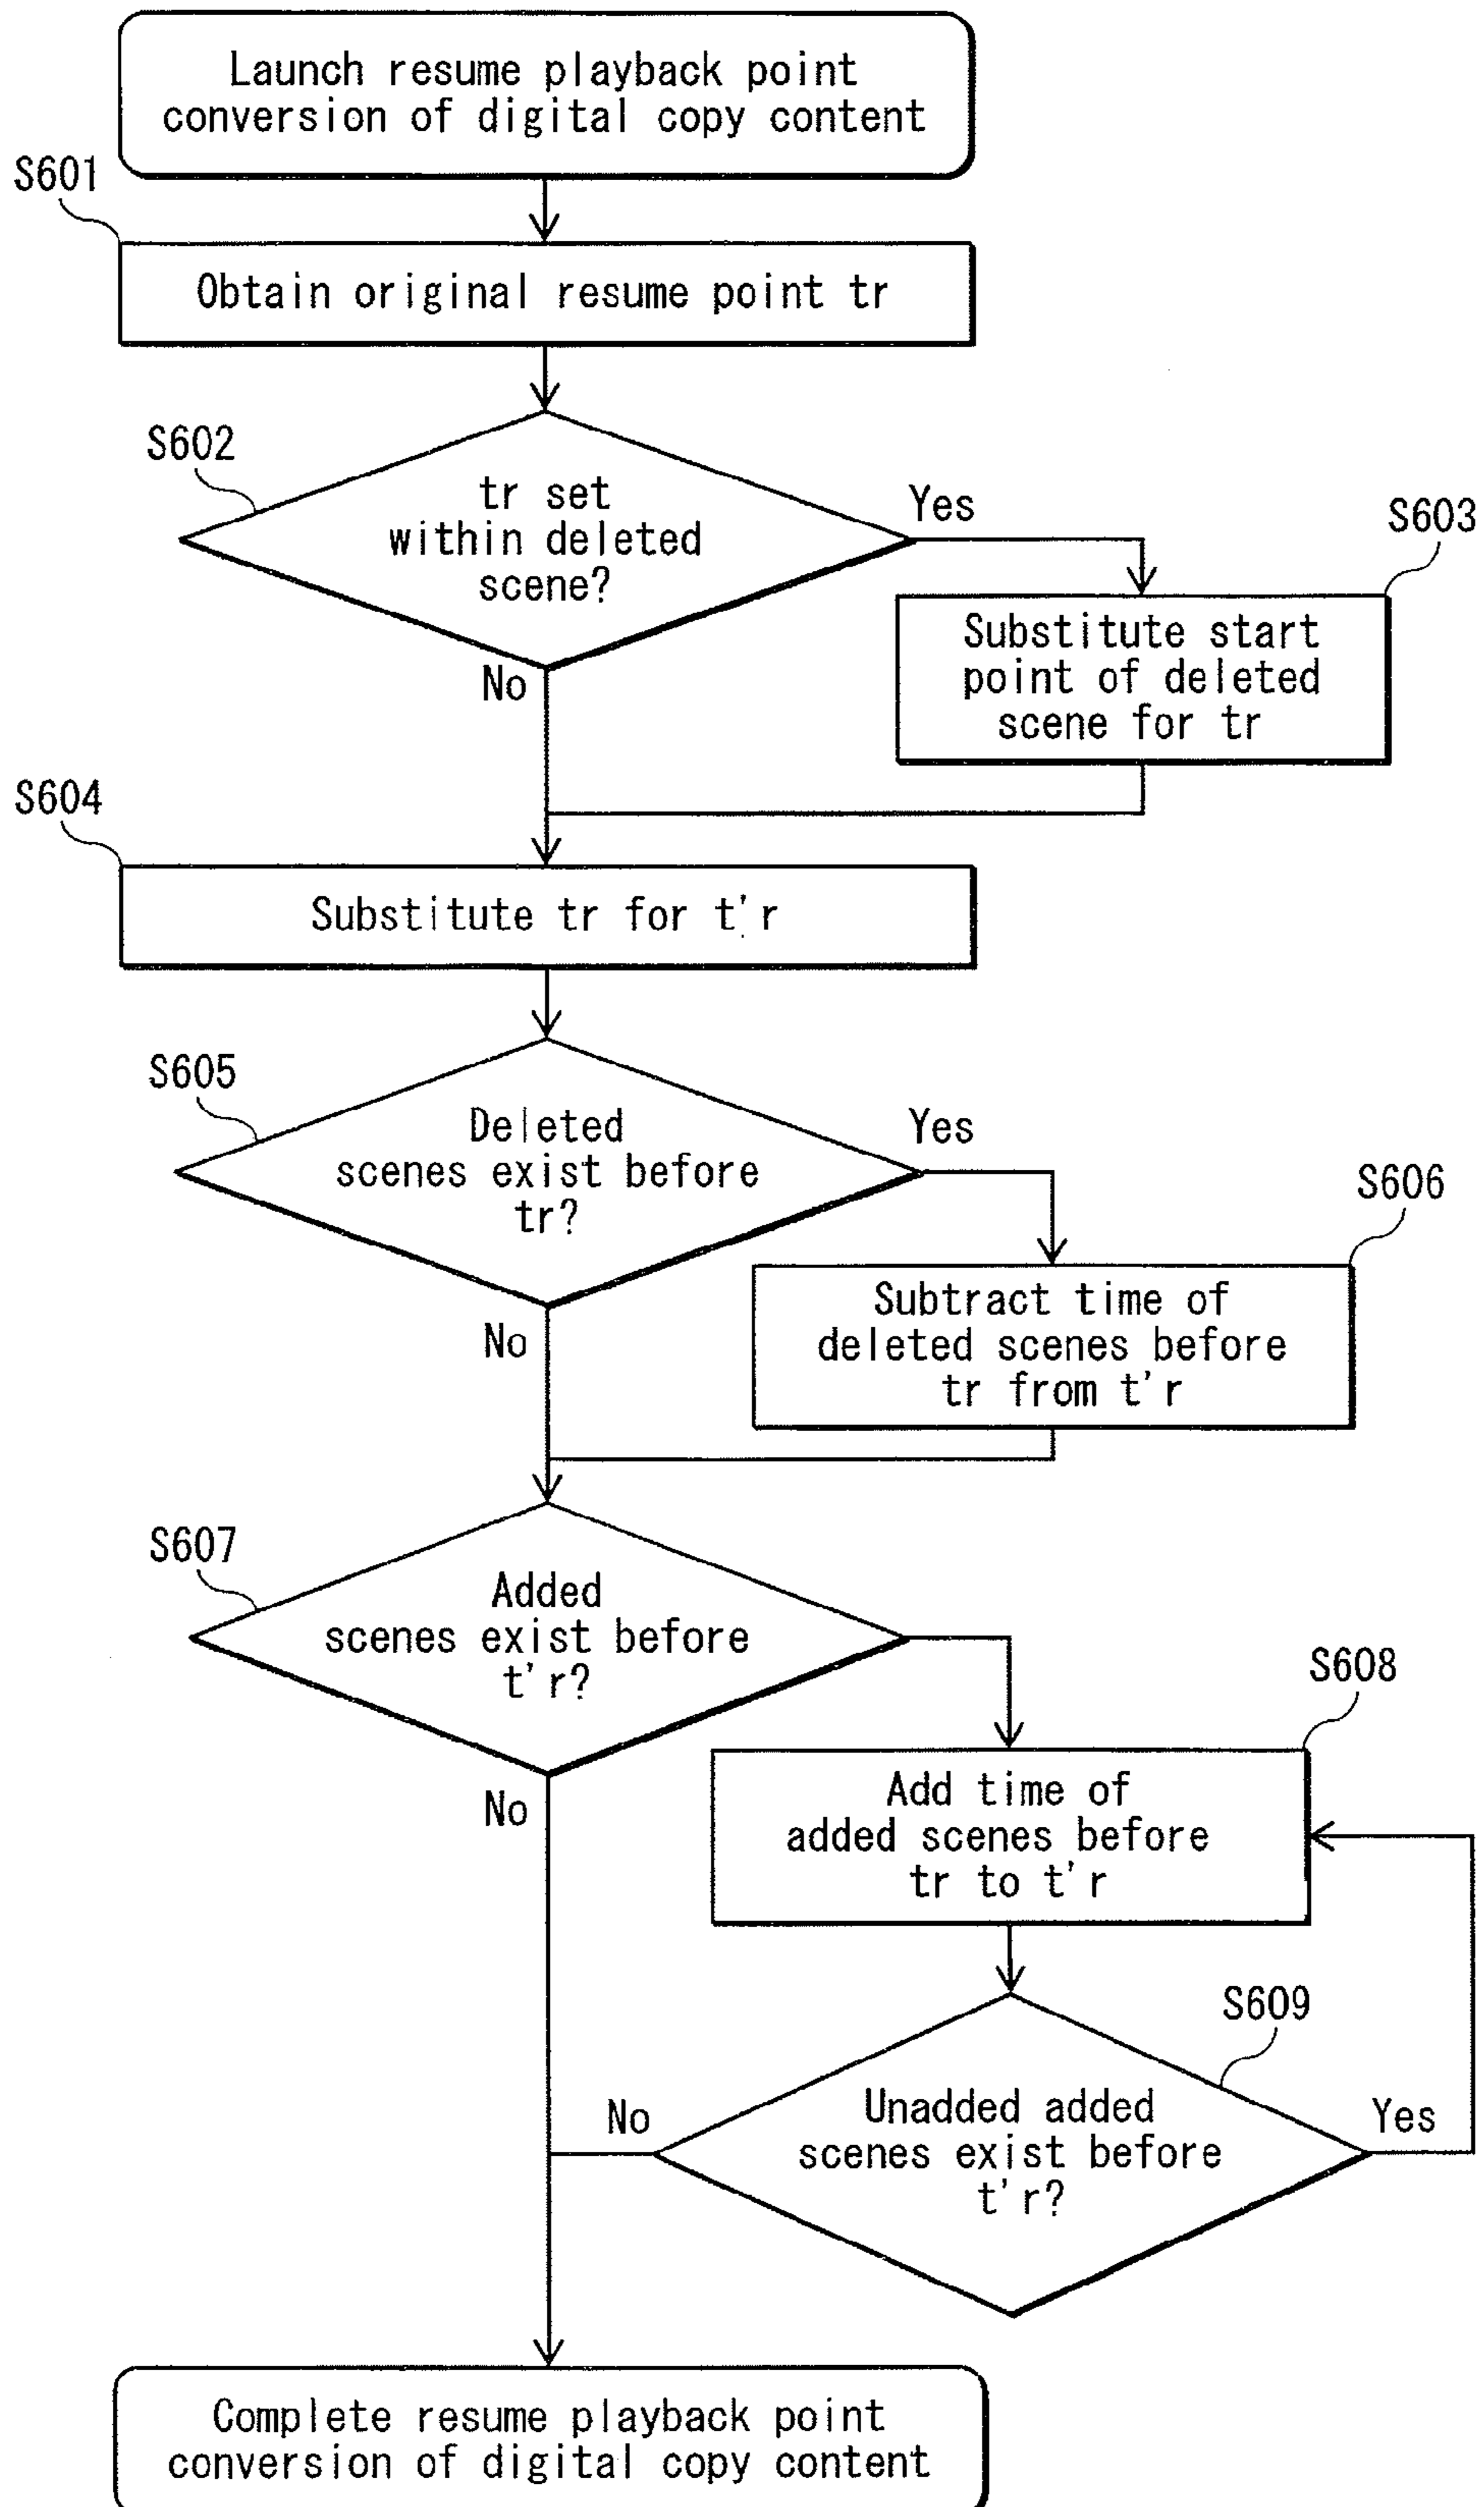 Launch resume playback point
conversion of digital copy content
S601
Obtain original resume point tr
S602
tr set
within deleted
scene?
Yes
S603
Substitute start
point of deleted
scene for tr
No
S604
Substitute tr for t'r
S605
Deleted
scenes exist before
tr?
Yes
S606
Subtract time of
deleted scenes before
tr from t'r
No
S607
Added
scenes exist before
t'r?
S608
Add time of
added scenes before
tr to t'r
No
S609
Unadded added
scenes exist before
t'r?
No
Yes
Complete resume playback point
conversion of digital copy content